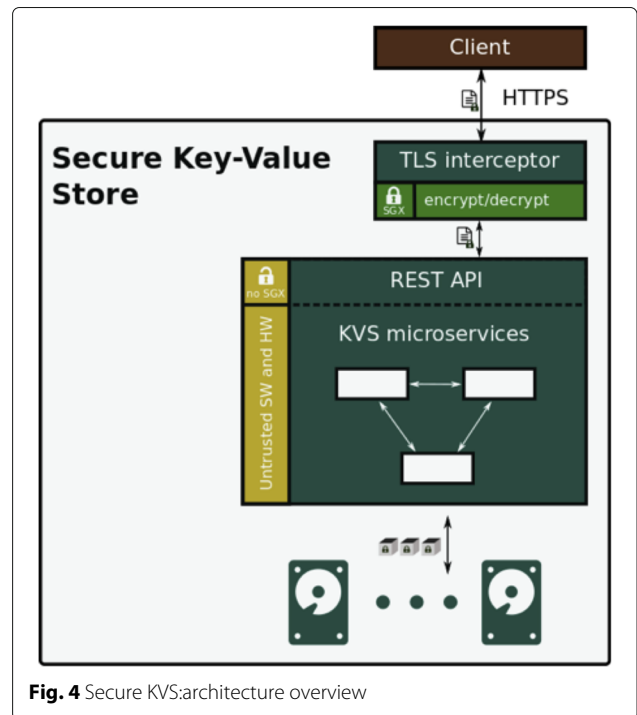 Client
HTTPS
Secure Key-Value
Store
TLS interceptor
SGX
encrypt/decrypt
no SGX
REST API
Untrusted SW and HW
KVS microservices
Fig. 4 Secure KVS:architecture overview